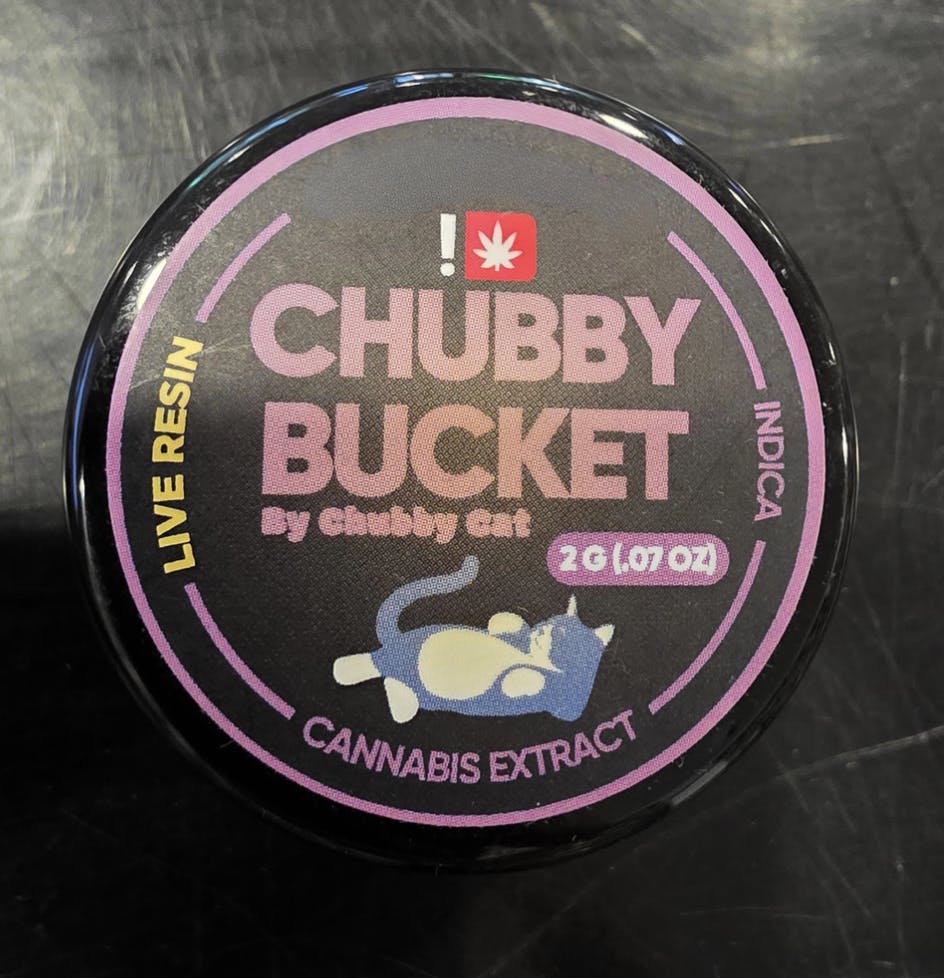 !
CHUBBY
BUCKET
By Chubby Cat
2 G (.07 OZ)
LIVE RESIN
INDICA
CANNABIS EXTRACT